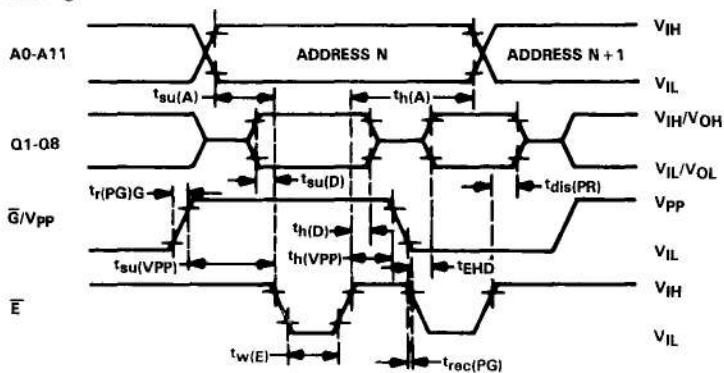 A0-A11
ADDRESS N
ADDRESS N + 1
VIH
VIL
tsu(A)
th(A)
Q1-Q8
VIH/VOH
VIL/VOL
tsu(D)
tdis(PR)
tr(PG)G
G̅/VPP
VPP
VIL
th(D)
th(VPP)
tsu(VPP)
tEHD
E̅
VIH
VIL
tw(E)
trec(PG)